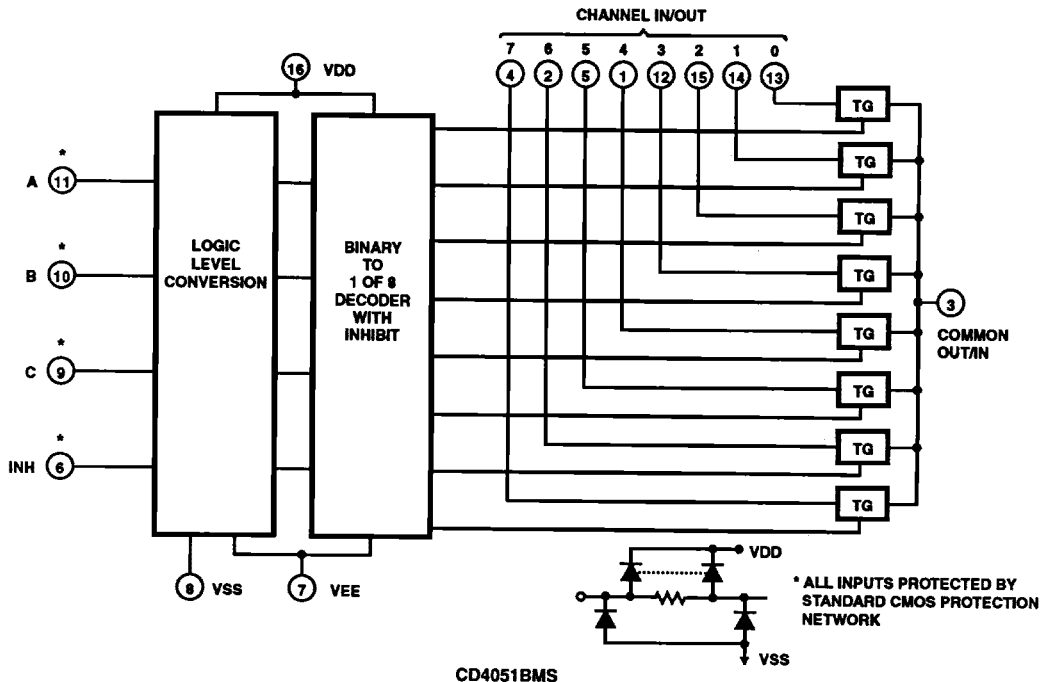 CHANNEL IN/OUT
7 6 5 4 3 2 1 0
4 2 5 1 12 15 14 13
16 VDD
TG
TG
TG
TG
TG
TG
TG
TG
*
A 11
*
B 10
*
C 9
*
INH 6
LOGIC
LEVEL
CONVERSION
BINARY
TO
1 OF 8
DECODER
WITH
INHIBIT
3
COMMON
OUT/IN
8 VSS
7 VEE
VDD
VSS
* ALL INPUTS PROTECTED BY
STANDARD CMOS PROTECTION
NETWORK
CD4051BMS